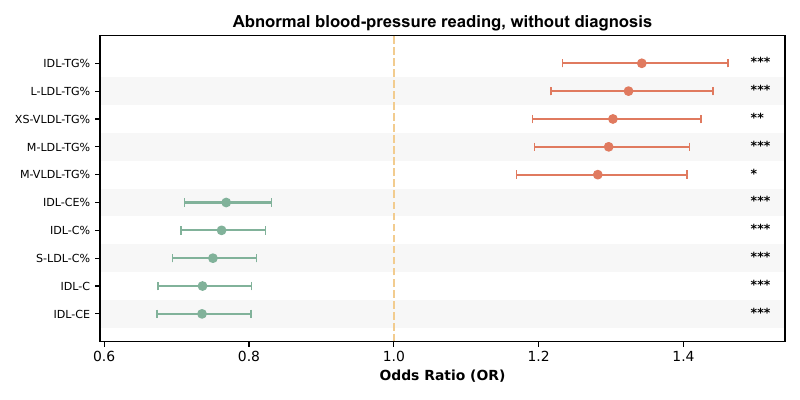 Abnormal blood-pressure reading, without diagnosis
IDL-TG% ***
L-LDL-TG% ***
XS-VLDL-TG% **
M-LDL-TG% ***
M-VLDL-TG% *
IDL-CE% ***
IDL-C% ***
S-LDL-C% ***
IDL-C ***
IDL-CE ***
0.6 0.8 1.0 1.2 1.4
Odds Ratio (OR)